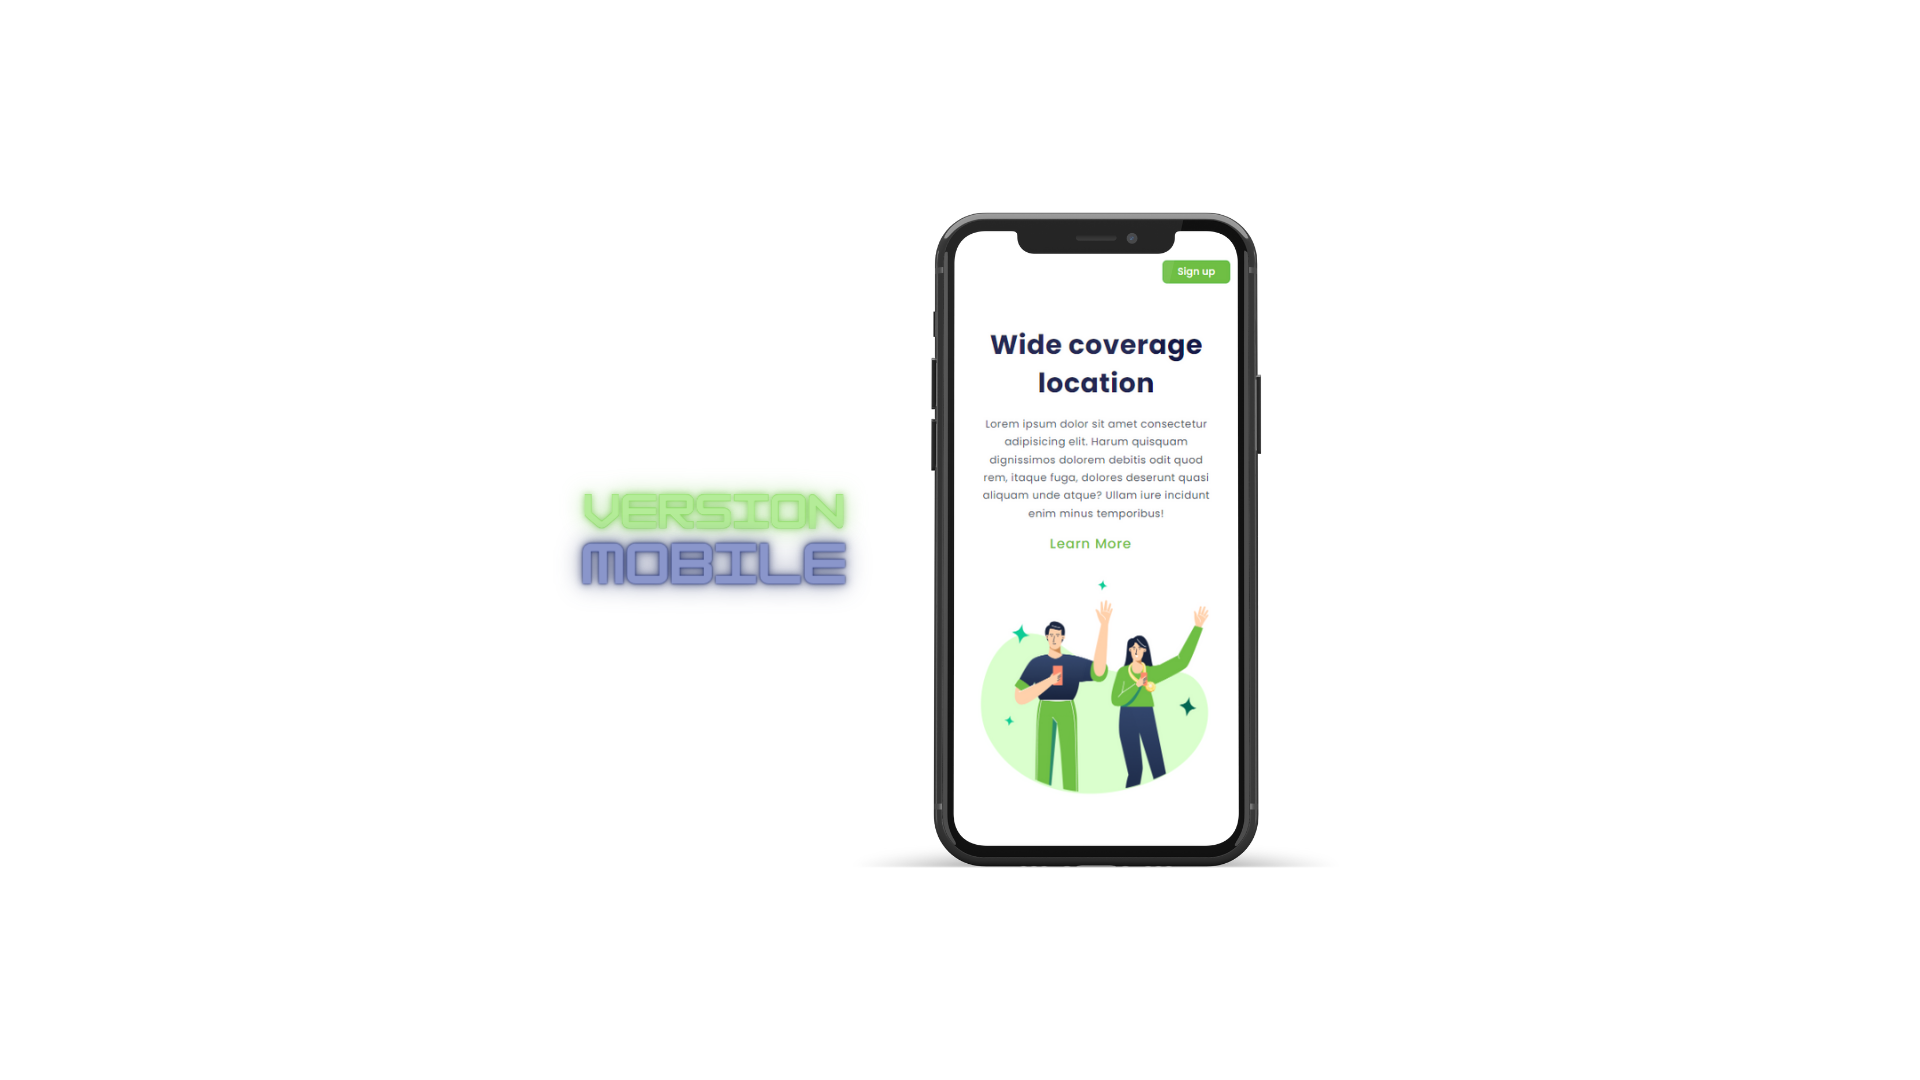 VERSION
MOBILE
Sign up
Wide coverage
location
Lorem ipsum dolor sit amet consectetur
adipisicing elit. Harum quisquam
dignissimos dolorem debitis odit quod
rem, itaque fuga, dolores deserunt quasi
aliquam unde atque? Ullam iure incidunt
enim minus temporibus!
Learn More